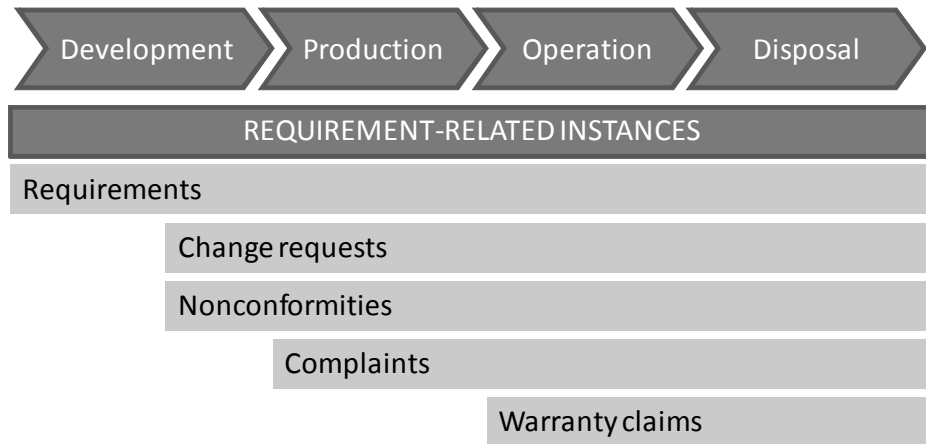 Development Production Operation Disposal
REQUIREMENT-RELATED INSTANCES
Requirements
Change requests
Nonconformities
Complaints
Warranty claims